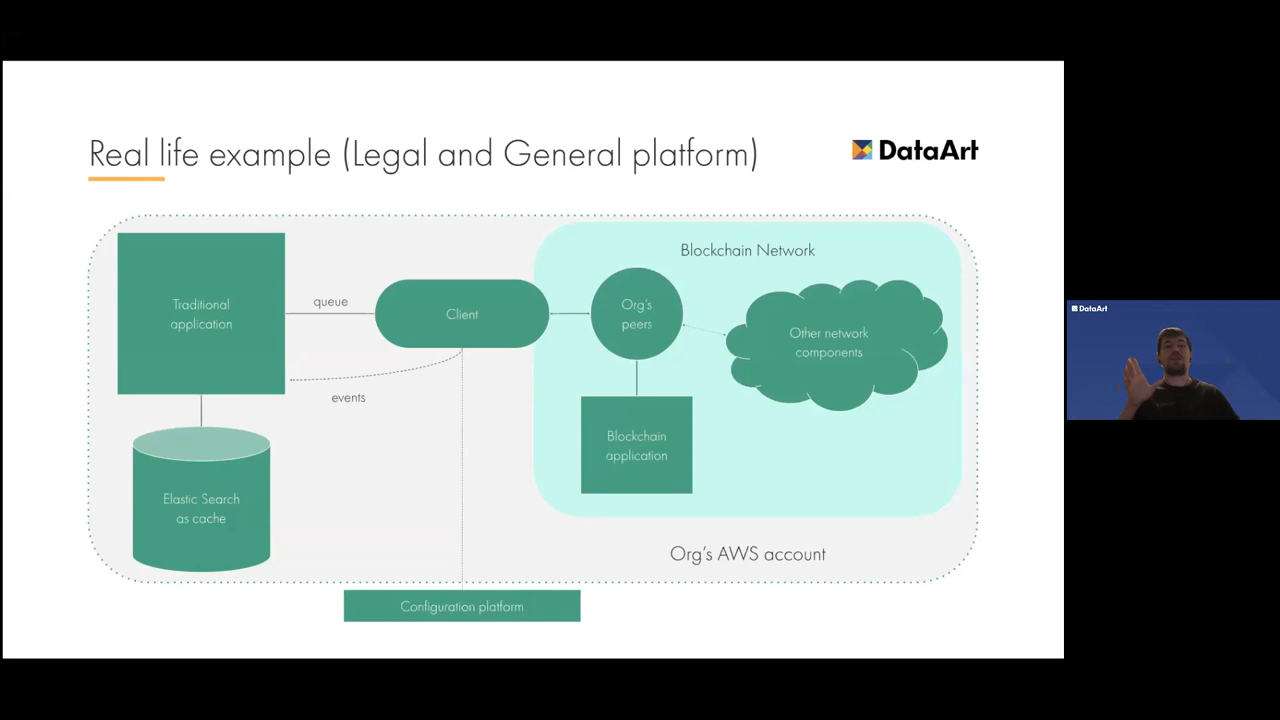 Real life example (Legal and General platform)
DataArt
Blockchain Network
Traditional
application
queue
Client
Org's
peers
Other network
components
events
Blockchain
application
Elastic Search
as cache
Org's AWS account
Configuration platform
DataArt